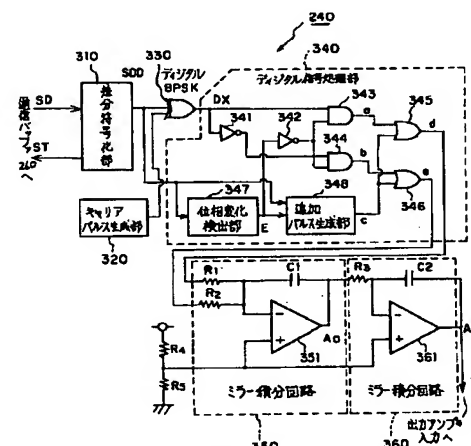 240
310
330
340
ディジタル
BPSK
ディジタル信号処理部
SDD
DX
SD
ST
送信バッファ
260へ
差分符号化部
341
342
343
a
344
b
345
d
346
e
キャリア
パルス生成部
320
347
位相変化
検出部
E
348
追加
パルス生成部
c
R1
R2
C1
R3
C2
R4
R5
351
Ao
361
A
ミラー積分回路
ミラー積分回路
出力アンプ
入力へ
350
360